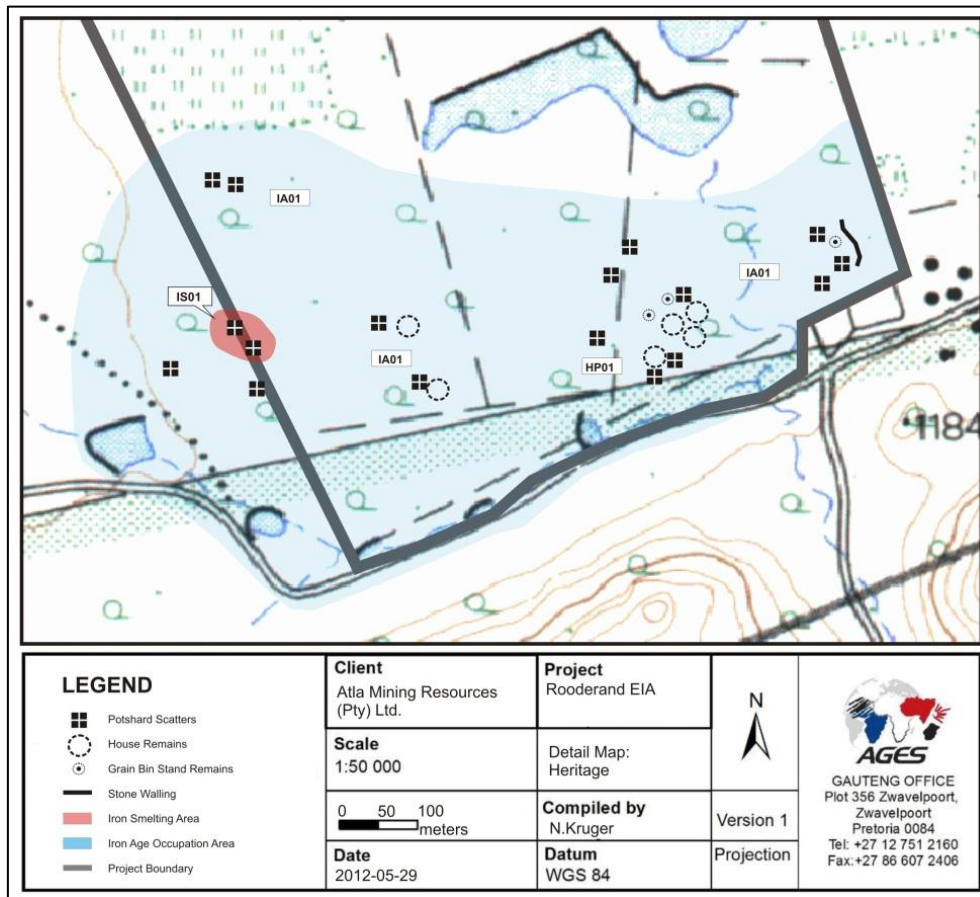 IA01
IS01
IA01
IA01
HP01
1184
LEGEND
Potshard Scatters
House Remains
Grain Bin Stand Remains
Stone Walling
Iron Smelting Area
Iron Age Occupation Area
Project Boundary
Client
Atla Mining Resources
(Pty) Ltd.
Project
Rooderand EIA
Scale
1:50 000
Detail Map:
Heritage
0 50 100
meters
Compiled by
N.Kruger
Date
2012-05-29
Datum
WGS 84
N
Version 1
Projection
AGES
GAUTENG OFFICE
Plot 356 Zwavelpoort,
Zwavelpoort
Pretoria 0084
Tel: +27 12 751 2160
Fax:+27 86 607 2406